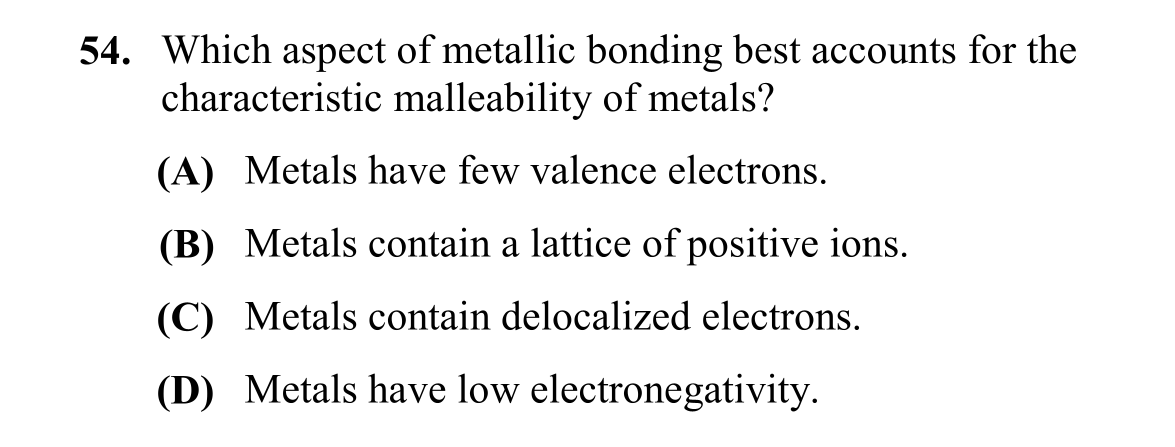 54. Which aspect of metallic bonding best accounts for the
characteristic malleability of metals?
(A) Metals have few valence electrons.
(B) Metals contain a lattice of positive ions.
(C) Metals contain delocalized electrons.
(D) Metals have low electronegativity.